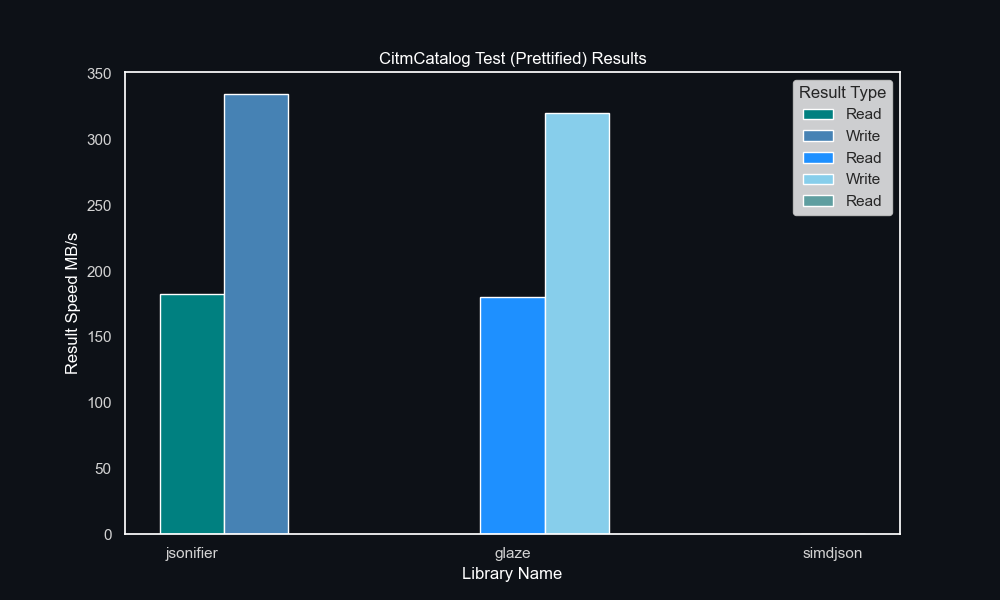 CitmCatalog Test (Prettified) Results
350
300
250
200
150
100
50
0
Result Speed MB/s
Result Type
Read
Write
Read
Write
Read
jsonifier
glaze
simdjson
Library Name